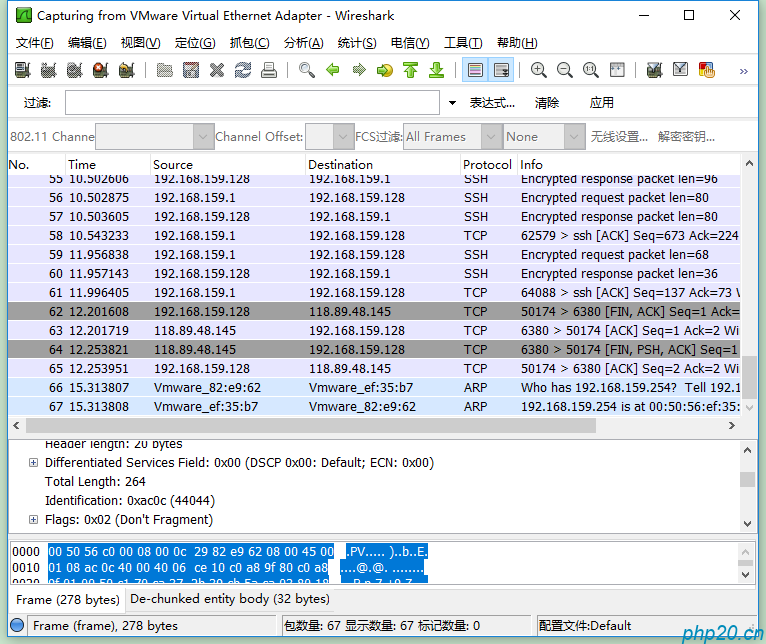 Capturing from VMware Virtual Ethernet Adapter - Wireshark
文件(F) 编辑(E) 视图(V) 定位(G) 抓包(C) 分析(A) 统计(S) 电信(Y) 工具(T) 帮助(H)
过滤: 表达式... 清除 应用
802.11 Channe Channel Offset: FCS过滤: All Frames None 无线设置... 解密密钥...
No. Time Source Destination Protocol Info
55 10.502606 192.168.159.128 192.168.159.1 SSH Encrypted response packet len=96
56 10.502875 192.168.159.1 192.168.159.128 SSH Encrypted request packet len=80
57 10.503605 192.168.159.128 192.168.159.1 SSH Encrypted response packet len=80
58 10.543233 192.168.159.1 192.168.159.128 TCP 62579 > ssh [ACK] Seq=673 Ack=224
59 11.956838 192.168.159.1 192.168.159.128 SSH Encrypted request packet len=68
60 11.957143 192.168.159.128 192.168.159.1 SSH Encrypted response packet len=36
61 11.996405 192.168.159.1 192.168.159.128 TCP 64088 > ssh [ACK] Seq=137 Ack=73 W
62 12.201608 192.168.159.128 118.89.48.145 TCP 50174 > 6380 [FIN, ACK] Seq=1 Ack=
63 12.201719 118.89.48.145 192.168.159.128 TCP 6380 > 50174 [ACK] Seq=1 Ack=2 Wi
64 12.253821 118.89.48.145 192.168.159.128 TCP 6380 > 50174 [FIN, PSH, ACK] Seq=1
65 12.253951 192.168.159.128 118.89.48.145 TCP 50174 > 6380 [ACK] Seq=2 Ack=2 Wi
66 15.313807 Vmware_82:e9:62 Vmware_ef:35:b7 ARP Who has 192.168.159.254? Tell 192.1
67 15.313808 Vmware_ef:35:b7 Vmware_82:e9:62 ARP 192.168.159.254 is at 00:50:56:ef:35:
Header length: 20 bytes
Differentiated Services Field: 0x00 (DSCP 0x00: Default; ECN: 0x00)
Total Length: 264
Identification: 0xac0c (44044)
Flags: 0x02 (Don't Fragment)
0000 00 50 56 c0 00 08 00 0c 29 82 e9 62 08 00 45 00 .PV..... )..b..E.
0010 01 08 ac 0c 40 00 40 06 ce 10 c0 a8 9f 80 c0 a8 ....@.@. ........
Frame (278 bytes) De-chunked entity body (32 bytes)
Frame (frame), 278 bytes 包数量: 67 显示数量: 67 标记数量: 0 配置文件:Default
php20.cn